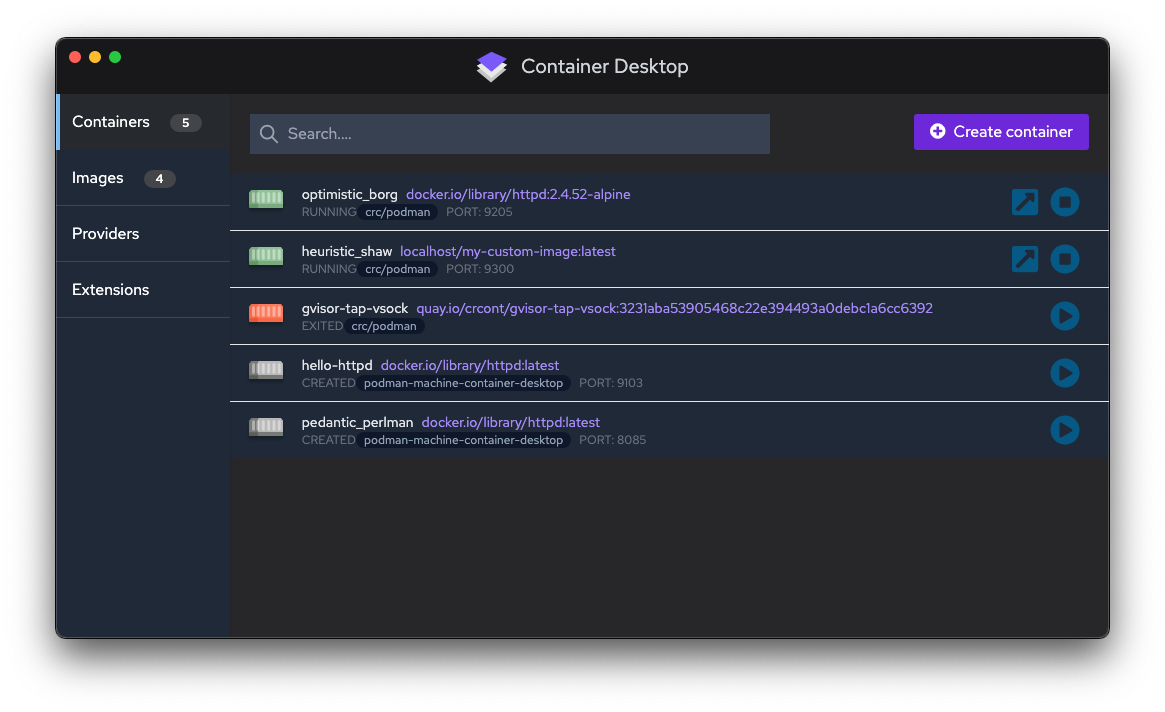 Container Desktop
Containers 5
Images 4
Providers
Extensions
Search....
Create container
optimistic_borg docker.io/library/httpd:2.4.52-alpine
RUNNING crc/podman PORT: 9205
heuristic_shaw localhost/my-custom-image:latest
RUNNING crc/podman PORT: 9300
gvisor-tap-vsock quay.io/crcont/gvisor-tap-vsock:3231aba53905468c22e394493a0debc1a6cc6392
EXITED crc/podman
hello-httpd docker.io/library/httpd:latest
CREATED podman-machine-container-desktop PORT: 9103
pedantic_perlman docker.io/library/httpd:latest
CREATED podman-machine-container-desktop PORT: 8085